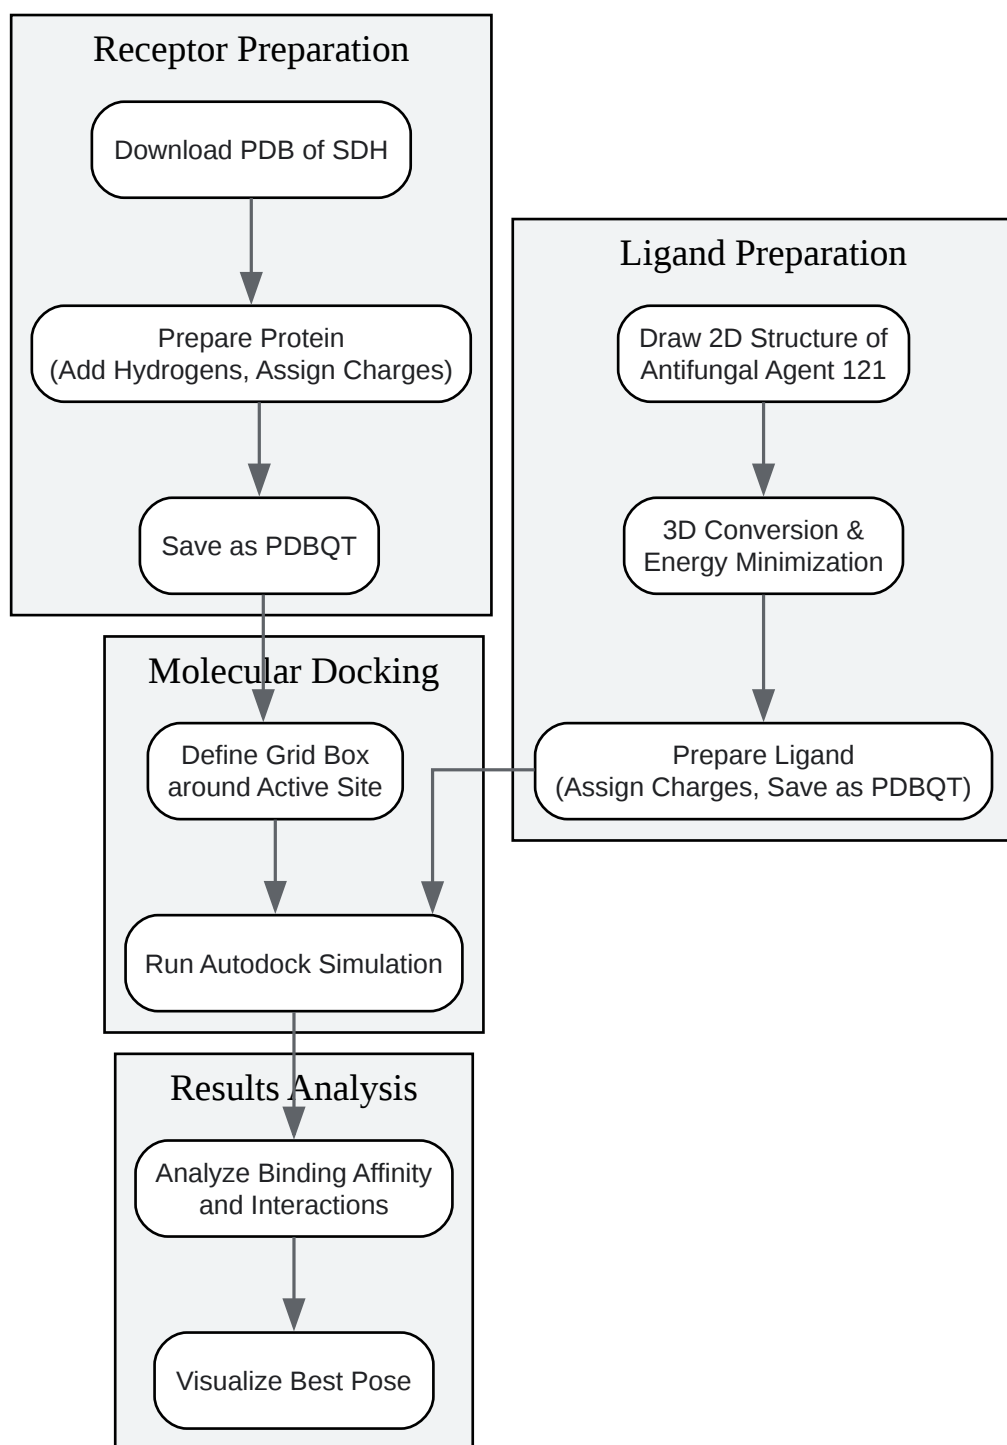 Receptor Preparation
Download PDB of SDH
Prepare Protein
(Add Hydrogens, Assign Charges)
Save as PDBQT
Ligand Preparation
Draw 2D Structure of
Antifungal Agent 121
3D Conversion &
Energy Minimization
Prepare Ligand
(Assign Charges, Save as PDBQT)
Molecular Docking
Define Grid Box
around Active Site
Run Autodock Simulation
Results Analysis
Analyze Binding Affinity
and Interactions
Visualize Best Pose